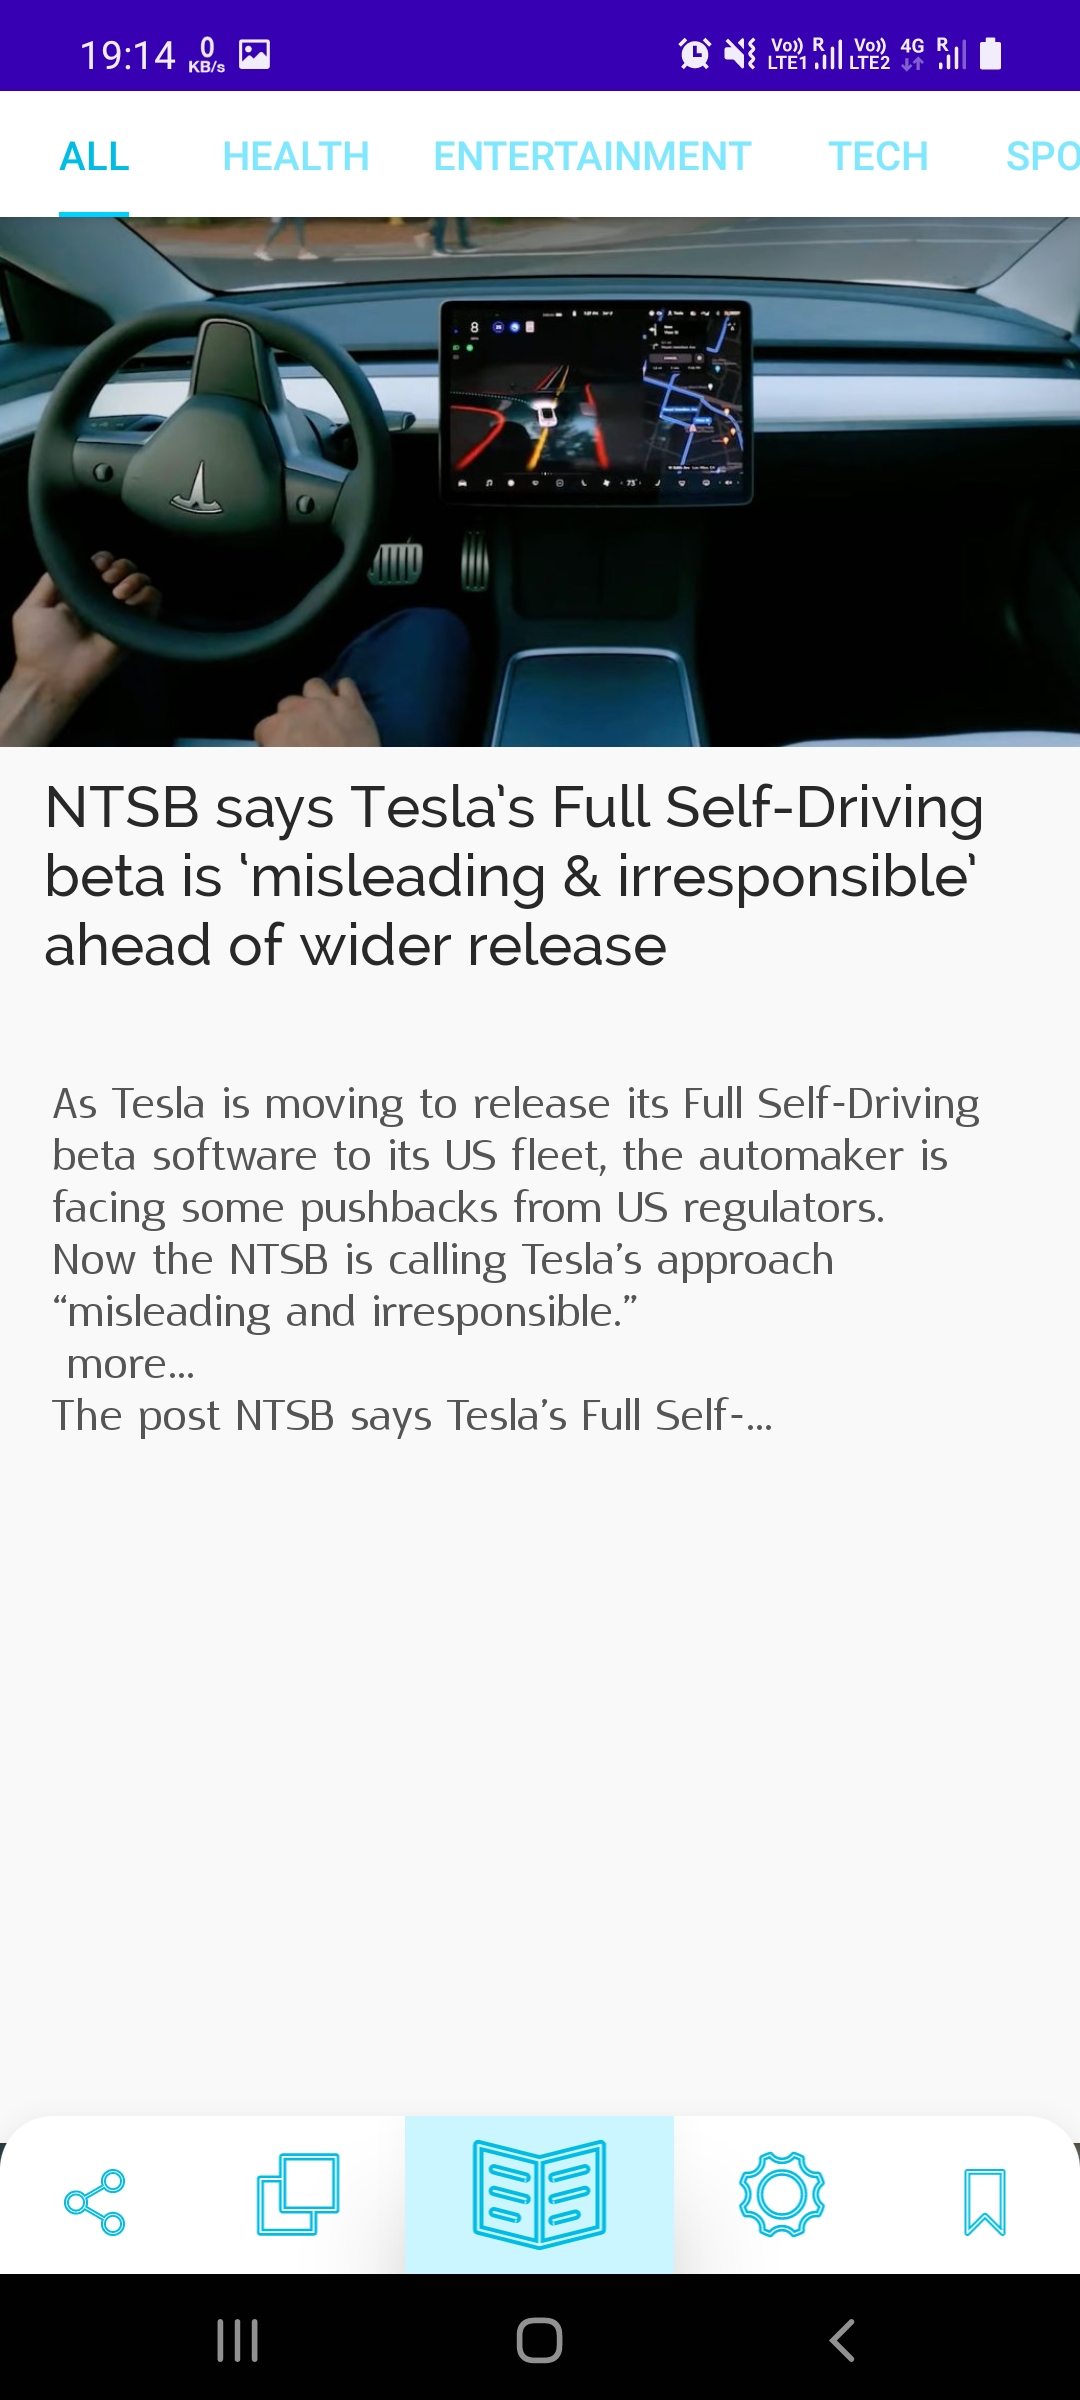 19:14 0 KB/s Vo)) LTE1 R Vo)) LTE2 4G R
ALL HEALTH ENTERTAINMENT TECH SPO
8
NTSB says Tesla's Full Self-Driving
beta is 'misleading & irresponsible'
ahead of wider release
As Tesla is moving to release its Full Self-Driving
beta software to its US fleet, the automaker is
facing some pushbacks from US regulators.
Now the NTSB is calling Tesla’s approach
“misleading and irresponsible.”
more...
The post NTSB says Tesla’s Full Self-...